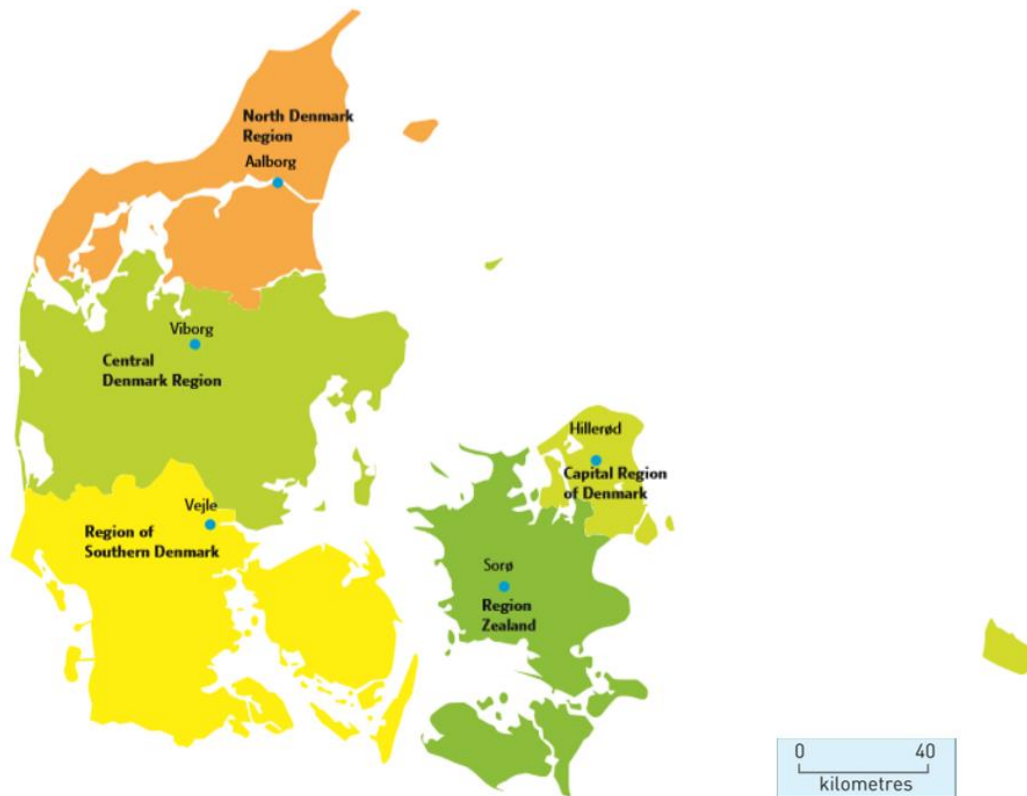 North Denmark
Region
Aalborg
Viborg
Central
Denmark Region
Hillerød
Capital Region
of Denmark
Vejle
Region of
Southern Denmark
Sorø
Region
Zealand
0 40
kilometres